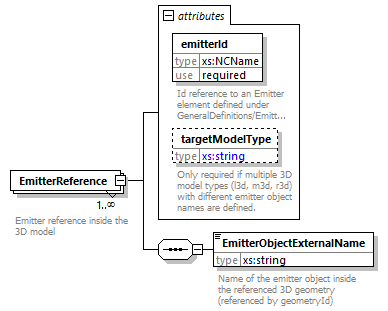 attributes
emitterId
type xs:NCName
use required
Id reference to an Emitter
element defined under
GeneralDefinitions/Emitt...
targetModelType
type xs:string
Only required if multiple 3D
model types (l3d, m3d, r3d)
with different emitter object
names are defined.
EmitterReference
1..∞
Emitter reference inside the
3D model
EmitterObjectExternalName
type xs:string
Name of the emitter object inside
the referenced 3D geometry
(referenced by geometryId)